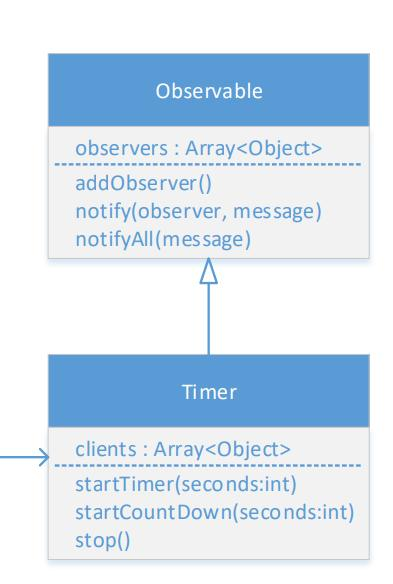 Observable
observers : Array<Object>
addObserver()
notify(observer, message)
notifyAll(message)
Timer
clients : Array<Object>
startTimer(seconds:int)
startCountDown(seconds:int)
stop()